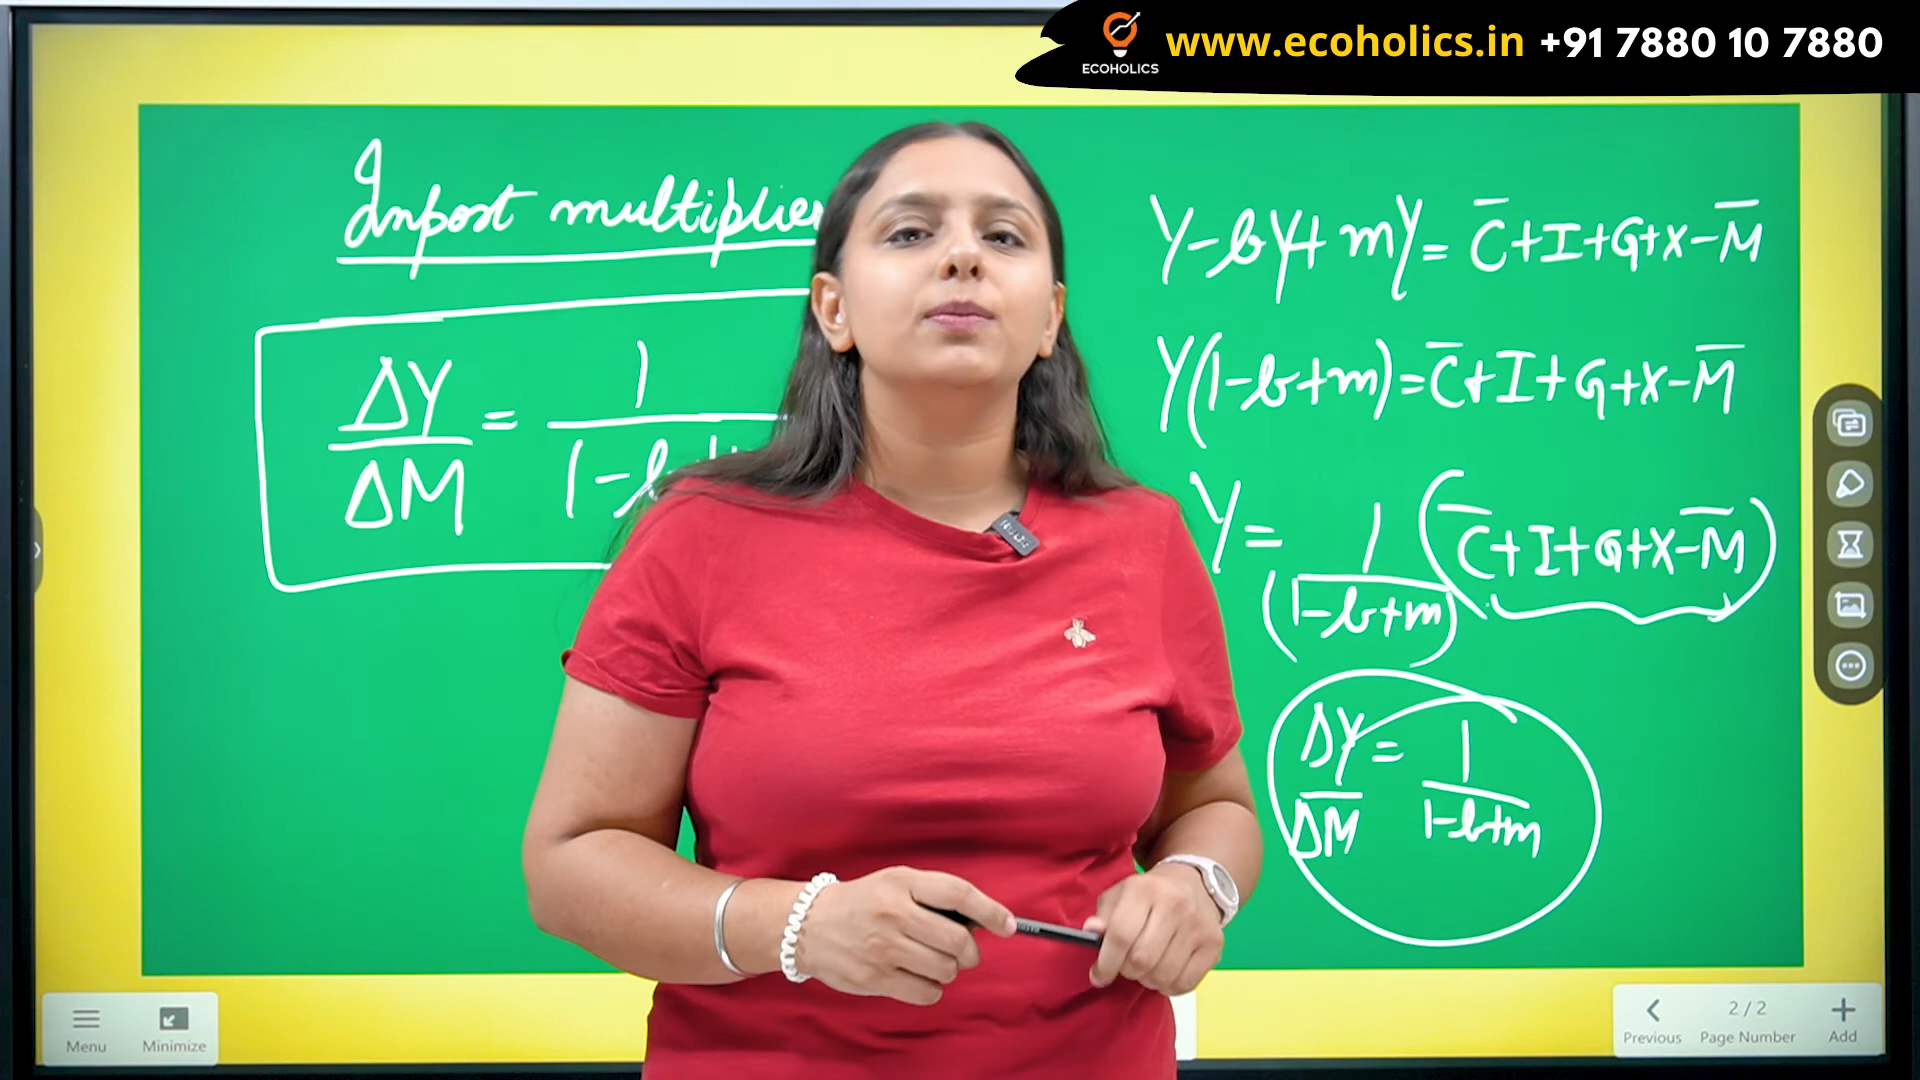 www.ecoholics.in +91 7880 10 7880
ECOHOLICS
Import multiplier
ΔY/ΔM = 1/1-b+
Y-bY+mY = C̄+I+G+X-M̄
Y(1-b+m) = C̄+I+G+X-M̄
Y = 1/(1-b+m) (C̄+I+G+X-M̄)
ΔY/ΔM = 1/1-b+m
Menu
Minimize
Previous
2 / 2
Page Number
Add